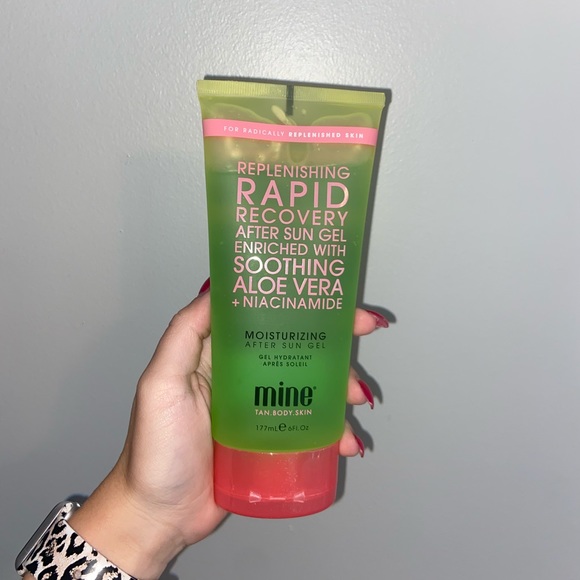 FOR RADICALLY REPLENISHED SKIN
REPLENISHING
RAPID
RECOVERY
AFTER SUN GEL
ENRICHED WITH
SOOTHING
ALOE VERA
+ NIACINAMIDE
MOISTURIZING
AFTER SUN GEL
GEL HYDRATANT
APRÈS SOLEIL
mine
TAN.BODY.SKIN
177mL ℮ 6Fl.Oz